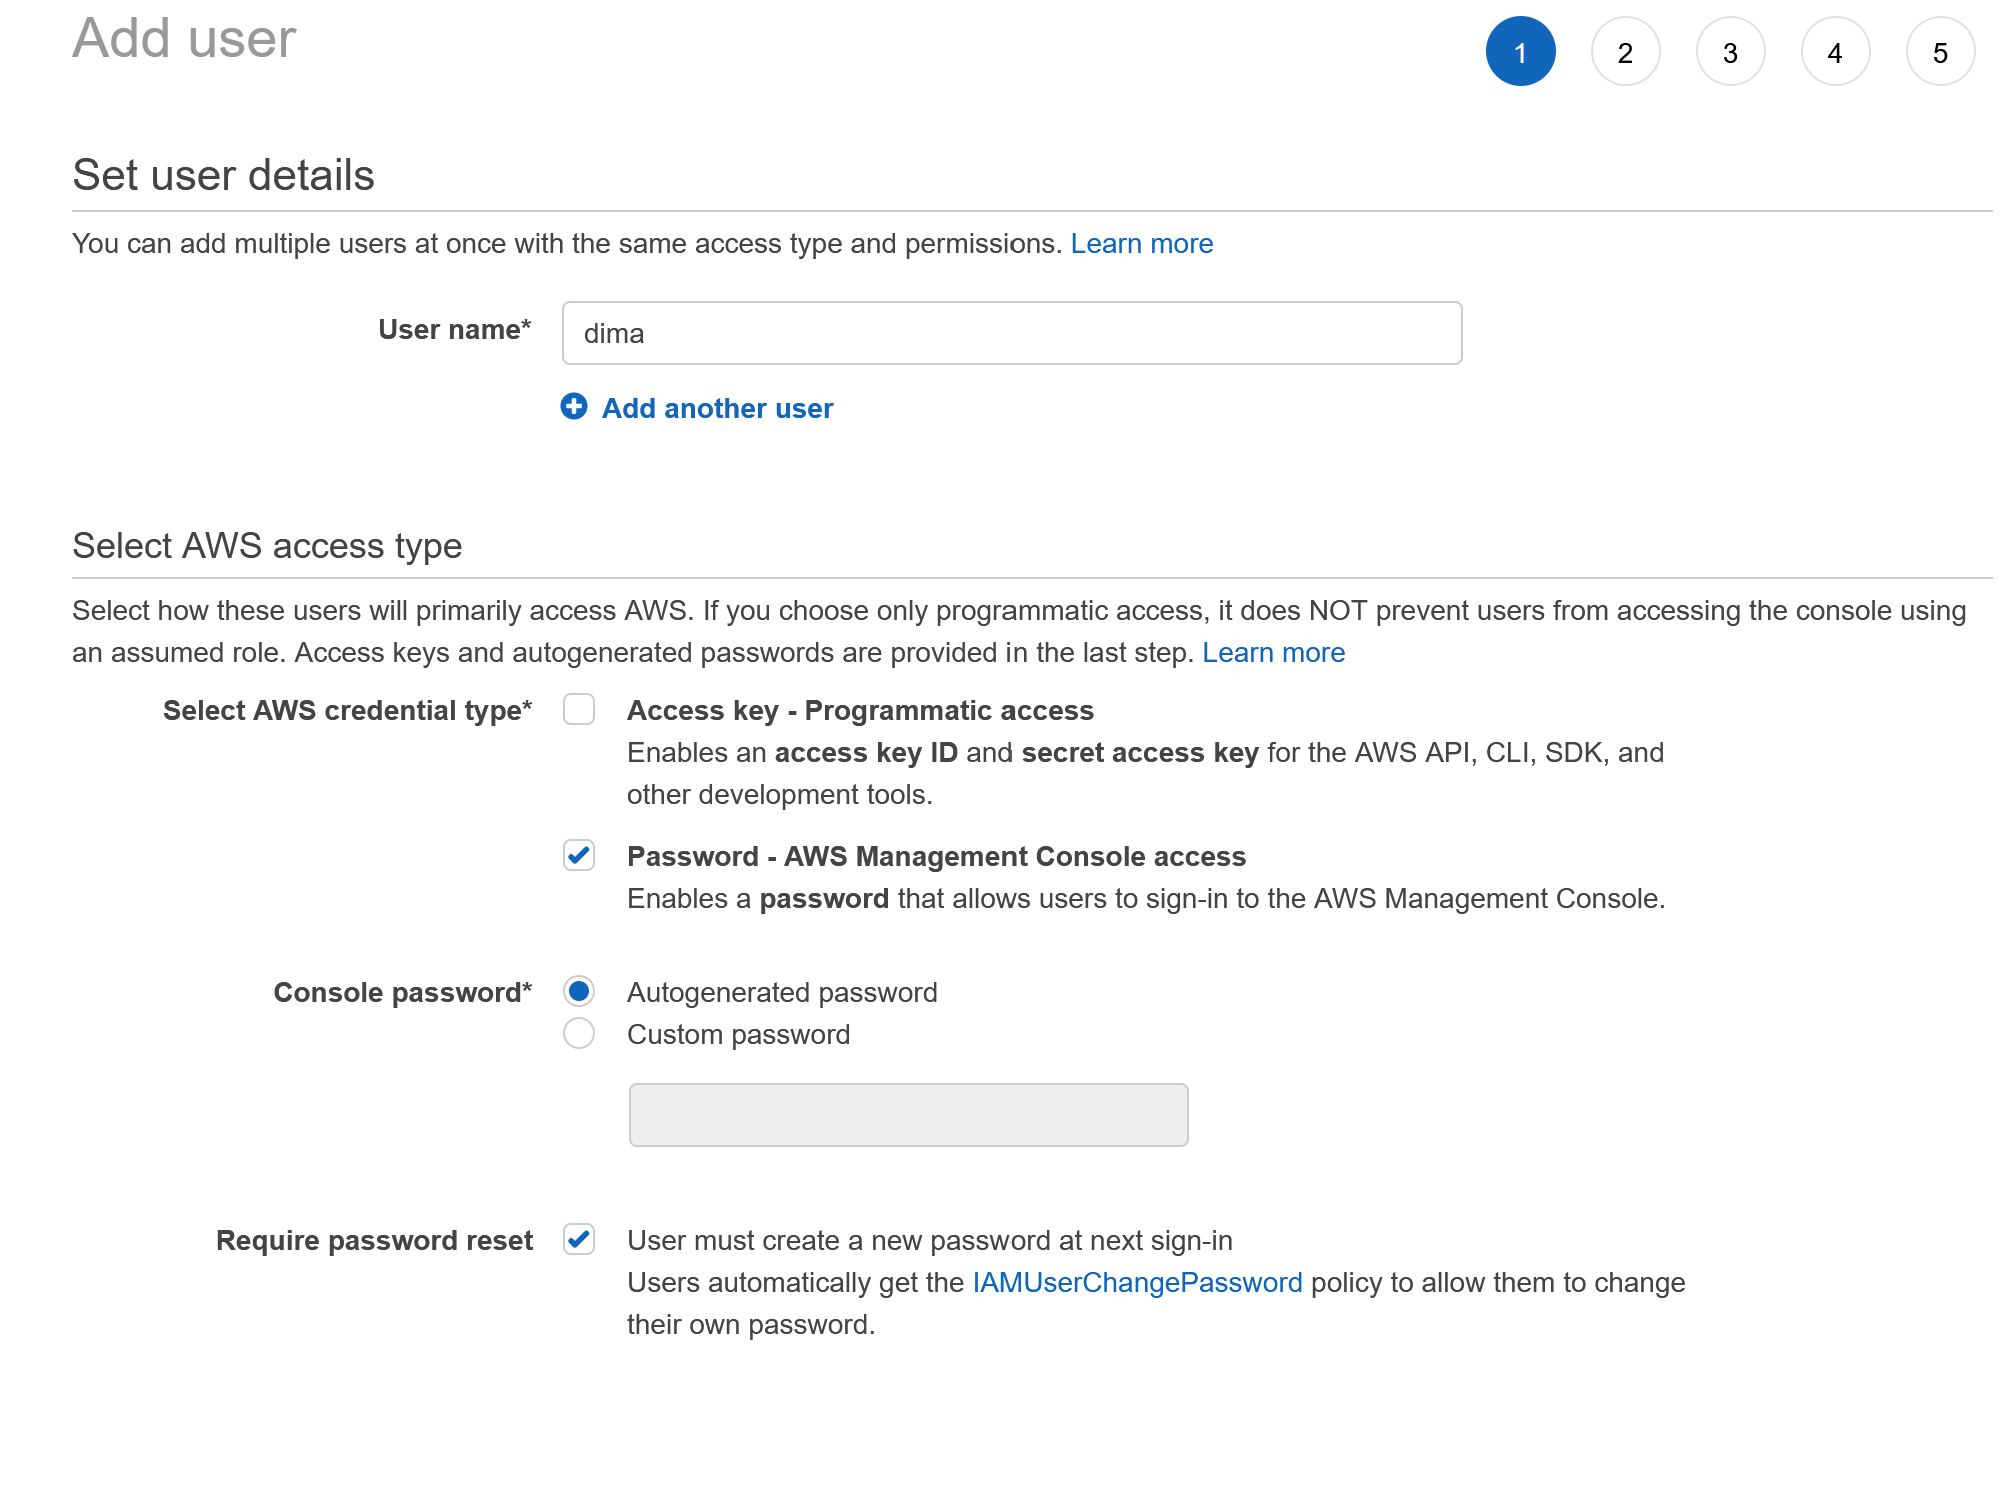 Add user
1 2 3 4 5
Set user details
You can add multiple users at once with the same access type and permissions. Learn more
User name* dima
Add another user
Select AWS access type
Select how these users will primarily access AWS. If you choose only programmatic access, it does NOT prevent users from accessing the console using
an assumed role. Access keys and autogenerated passwords are provided in the last step. Learn more
Select AWS credential type* Access key - Programmatic access
Enables an access key ID and secret access key for the AWS API, CLI, SDK, and
other development tools.
Password - AWS Management Console access
Enables a password that allows users to sign-in to the AWS Management Console.
Console password* Autogenerated password
Custom password
Require password reset User must create a new password at next sign-in
Users automatically get the IAMUserChangePassword policy to allow them to change
their own password.